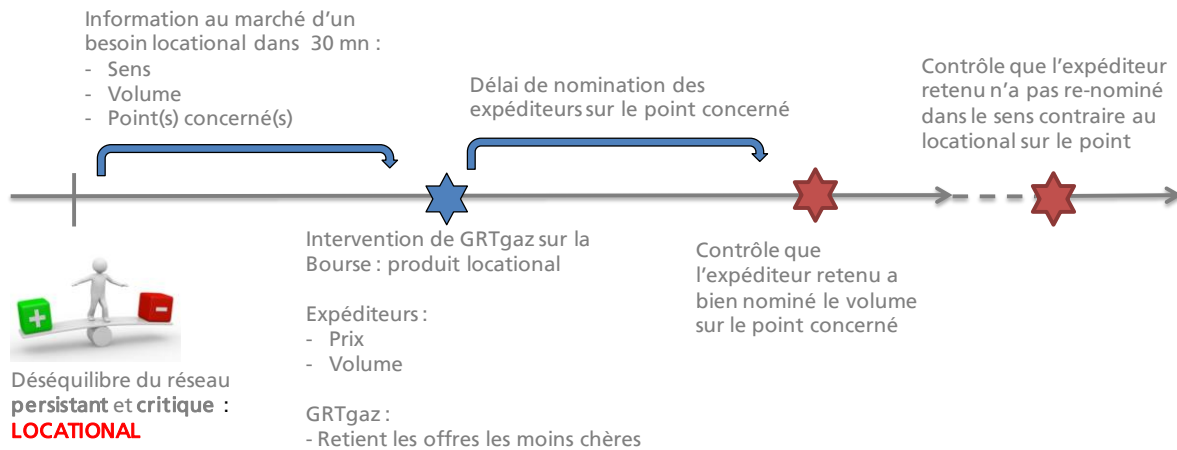 Information au marché d’un
besoin locational dans 30 mn :
- Sens
- Volume
- Point(s) concerné(s)
Délai de nomination des
expéditeurs sur le point concerné
Contrôle que l’expéditeur
retenu n’a pas re-nominé
dans le sens contraire au
locational sur le point
Intervention de GRTgaz sur la
Bourse : produit locational
Expéditeurs :
- Prix
- Volume
GRTgaz :
- Retient les offres les moins chères
Contrôle que
l’expéditeur retenu a
bien nominé le volume
sur le point concerné
+
-
Déséquilibre du réseau
persistant et critique :
LOCATIONAL